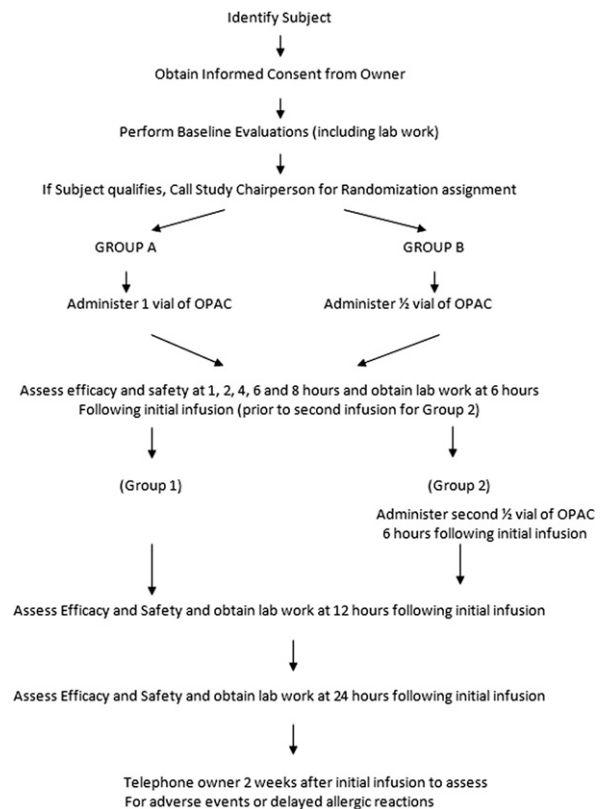 Identify Subject
Obtain Informed Consent from Owner
Perform Baseline Evaluations (including lab work)
If Subject qualifies, Call Study Chairperson for Randomization assignment
GROUP A
GROUP B
Administer 1 vial of OPAC
Administer ½ vial of OPAC
Assess efficacy and safety at 1, 2, 4, 6 and 8 hours and obtain lab work at 6 hours
Following initial infusion (prior to second infusion for Group 2)
(Group 1)
(Group 2)
Administer second ½ vial of OPAC
6 hours following initial infusion
Assess Efficacy and Safety and obtain lab work at 12 hours following initial infusion
Assess Efficacy and Safety and obtain lab work at 24 hours following initial infusion
Telephone owner 2 weeks after initial infusion to assess
For adverse events or delayed allergic reactions